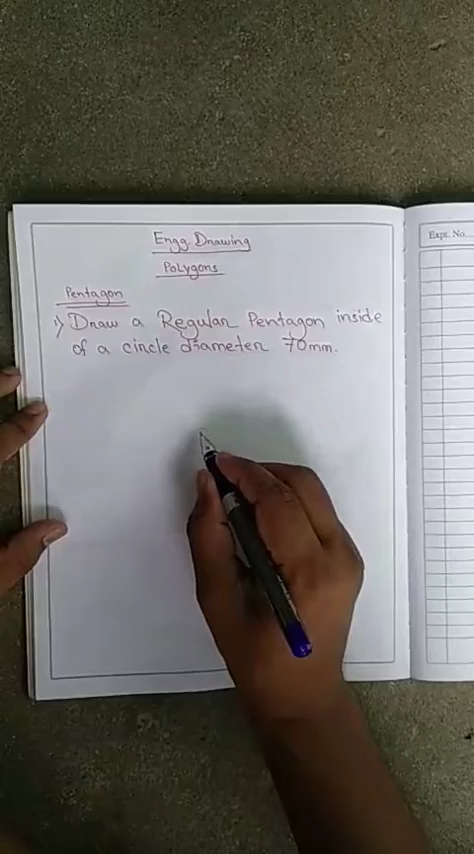 Engg. Drawing
Polygons
Pentagon
1) Draw a Regular Pentagon inside
of a circle diameter 70mm.
Expt. No...